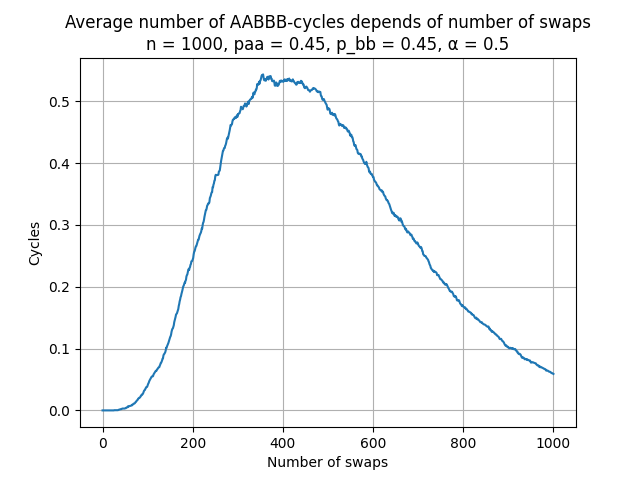 Average number of AABBB-cycles depends of number of swaps
n = 1000, paa = 0.45, p_bb = 0.45, α = 0.5
0.5
0.4
0.3
0.2
0.1
0.0
Cycles
0 200 400 600 800 1000
Number of swaps